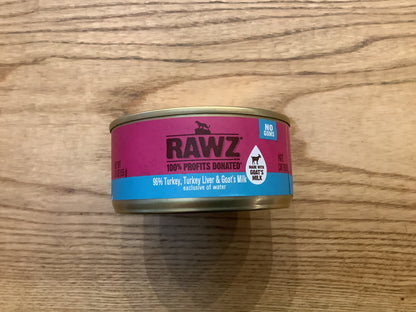 NO
GUMS
RAWZ
100% PROFITS DONATED
96% Turkey, Turkey Liver & Goat's Milk
exclusive of water
MADE WITH
GOAT'S
MILK